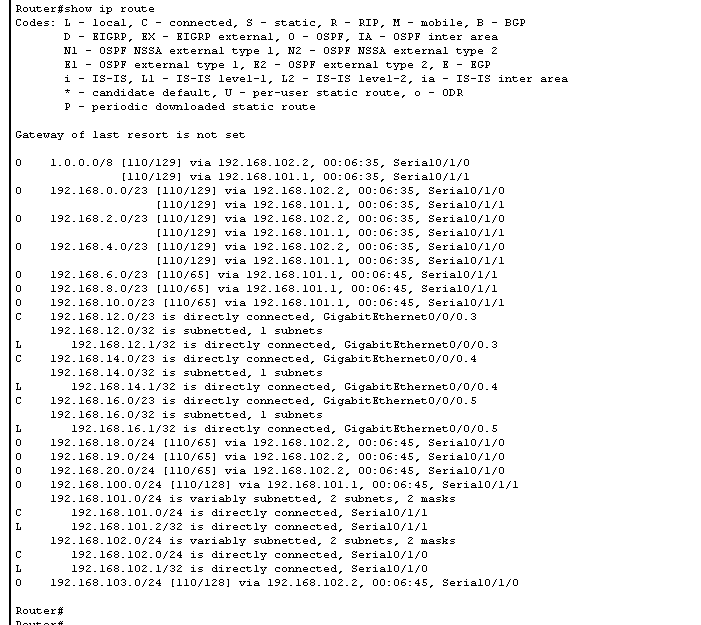 Router#show ip route
Codes: L - local, C - connected, S - static, R - RIP, M - mobile, B - BGP
D - EIGRP, EX - EIGRP external, O - OSPF, IA - OSPF inter area
N1 - OSPF NSSA external type 1, N2 - OSPF NSSA external type 2
E1 - OSPF external type 1, E2 - OSPF external type 2, E - EGP
i - IS-IS, L1 - IS-IS level-1, L2 - IS-IS level-2, ia - IS-IS inter area
* - candidate default, U - per-user static route, o - ODR
P - periodic downloaded static route
Gateway of last resort is not set
O 1.0.0.0/8 [110/129] via 192.168.102.2, 00:06:35, Serial0/1/0
[110/129] via 192.168.101.1, 00:06:35, Serial0/1/1
O 192.168.0.0/23 [110/129] via 192.168.102.2, 00:06:35, Serial0/1/0
[110/129] via 192.168.101.1, 00:06:35, Serial0/1/1
O 192.168.2.0/23 [110/129] via 192.168.102.2, 00:06:35, Serial0/1/0
[110/129] via 192.168.101.1, 00:06:35, Serial0/1/1
O 192.168.4.0/23 [110/129] via 192.168.102.2, 00:06:35, Serial0/1/0
[110/129] via 192.168.101.1, 00:06:35, Serial0/1/1
O 192.168.6.0/23 [110/65] via 192.168.101.1, 00:06:45, Serial0/1/1
O 192.168.8.0/23 [110/65] via 192.168.101.1, 00:06:45, Serial0/1/1
O 192.168.10.0/23 [110/65] via 192.168.101.1, 00:06:45, Serial0/1/1
C 192.168.12.0/23 is directly connected, GigabitEthernet0/0/0.3
192.168.12.0/32 is subnetted, 1 subnets
L 192.168.12.1/32 is directly connected, GigabitEthernet0/0/0.3
C 192.168.14.0/23 is directly connected, GigabitEthernet0/0/0.4
192.168.14.0/32 is subnetted, 1 subnets
L 192.168.14.1/32 is directly connected, GigabitEthernet0/0/0.4
C 192.168.16.0/23 is directly connected, GigabitEthernet0/0/0.5
192.168.16.0/32 is subnetted, 1 subnets
L 192.168.16.1/32 is directly connected, GigabitEthernet0/0/0.5
O 192.168.18.0/24 [110/65] via 192.168.102.2, 00:06:45, Serial0/1/0
O 192.168.19.0/24 [110/65] via 192.168.102.2, 00:06:45, Serial0/1/0
O 192.168.20.0/24 [110/65] via 192.168.102.2, 00:06:45, Serial0/1/0
O 192.168.100.0/24 [110/128] via 192.168.101.1, 00:06:45, Serial0/1/1
192.168.101.0/24 is variably subnetted, 2 subnets, 2 masks
C 192.168.101.0/24 is directly connected, Serial0/1/1
L 192.168.101.2/32 is directly connected, Serial0/1/1
192.168.102.0/24 is variably subnetted, 2 subnets, 2 masks
C 192.168.102.0/24 is directly connected, Serial0/1/0
L 192.168.102.1/32 is directly connected, Serial0/1/0
O 192.168.103.0/24 [110/128] via 192.168.102.2, 00:06:45, Serial0/1/0
Router#
Router#